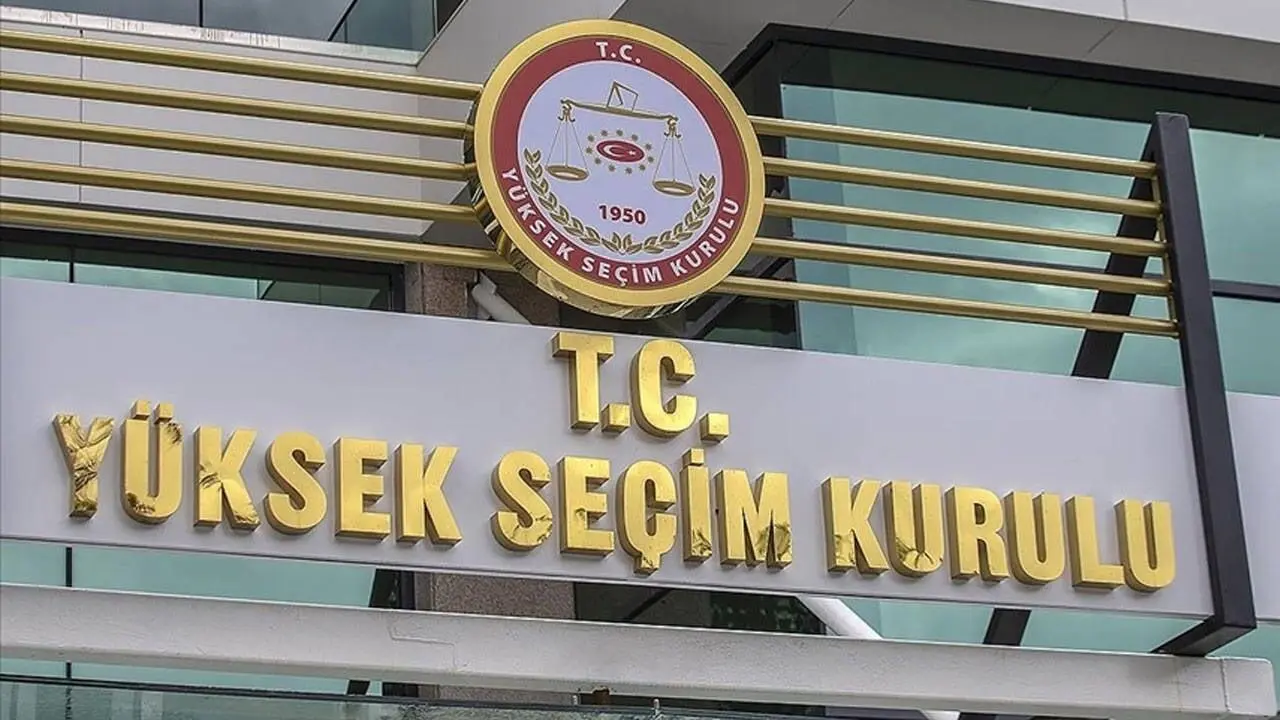 T.C.
1950
YÜKSEK SEÇİM KURULU
T.C.
YÜKSEK SEÇİM KURULU